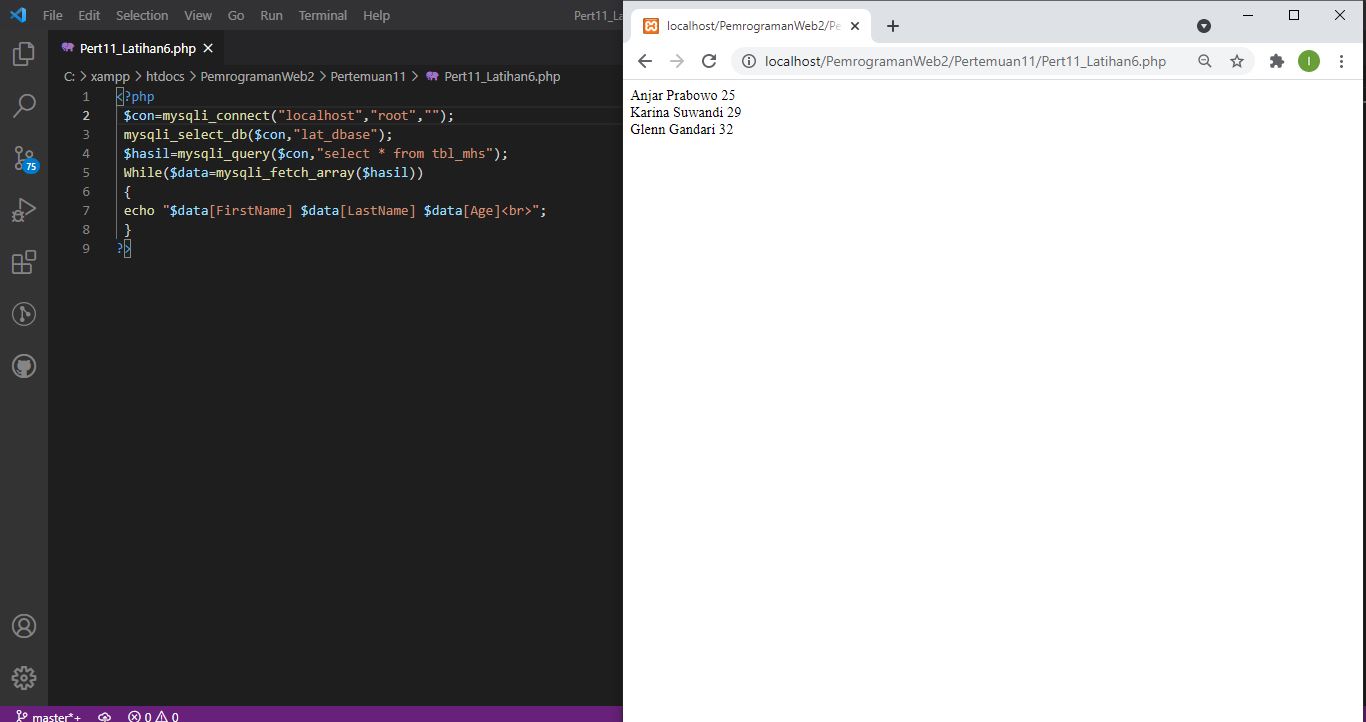 File Edit Selection View Go Run Terminal Help Pert11_La
Pert11_Latihan6.php
C: > xampp > htdocs > PemrogramanWeb2 > Pertemuan11 > Pert11_Latihan6.php
1 <?php
2 $con=mysqli_connect("localhost","root","");
3 mysqli_select_db($con,"lat_dbase");
4 $hasil=mysqli_query($con,"select * from tbl_mhs");
5 While($data=mysqli_fetch_array($hasil))
6 {
7 echo "$data[FirstName] $data[LastName] $data[Age]<br>";
8 }
9 ?>
75
master*+ 0 0
localhost/PemrogramanWeb2/Pe
localhost/PemrogramanWeb2/Pertemuan11/Pert11_Latihan6.php
I
Anjar Prabowo 25
Karina Suwandi 29
Glenn Gandari 32